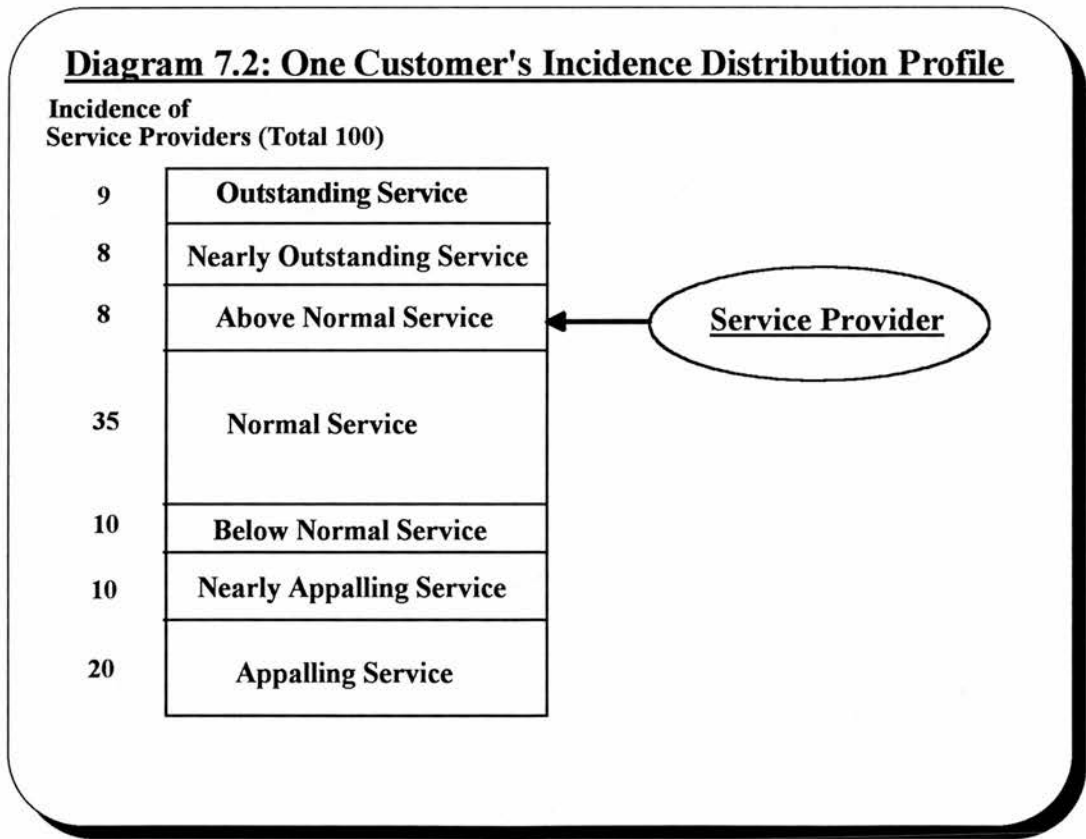 Diagram 7.2: One Customer's Incidence Distribution Profile
Incidence of
Service Providers (Total 100)
9 Outstanding Service
8 Nearly Outstanding Service
8 Above Normal Service
Service Provider
35 Normal Service
10 Below Normal Service
10 Nearly Appalling Service
20 Appalling Service